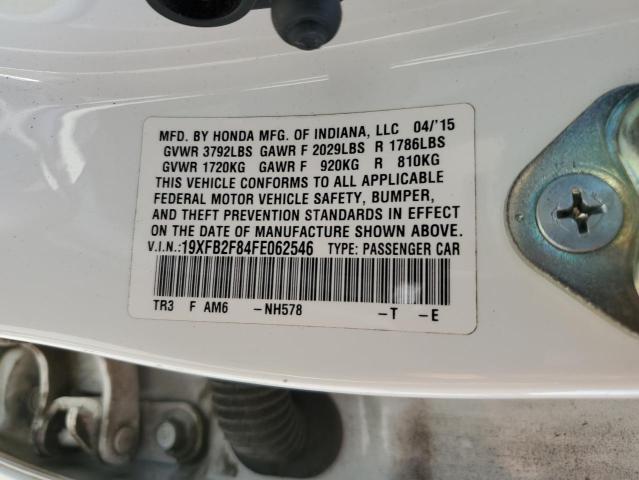 MFD. BY HONDA MFG. OF INDIANA, LLC 04/'15
GVWR 3792LBS GAWR F 2029LBS R 1786LBS
GVWR 1720KG GAWR F 920KG R 810KG
THIS VEHICLE CONFORMS TO ALL APPLICABLE
FEDERAL MOTOR VEHICLE SAFETY, BUMPER,
AND THEFT PREVENTION STANDARDS IN EFFECT
ON THE DATE OF MANUFACTURE SHOWN ABOVE.
V.I.N.:19XFB2F84FE062546 TYPE: PASSENGER CAR
TR3 F AM6 -NH578 -T -E